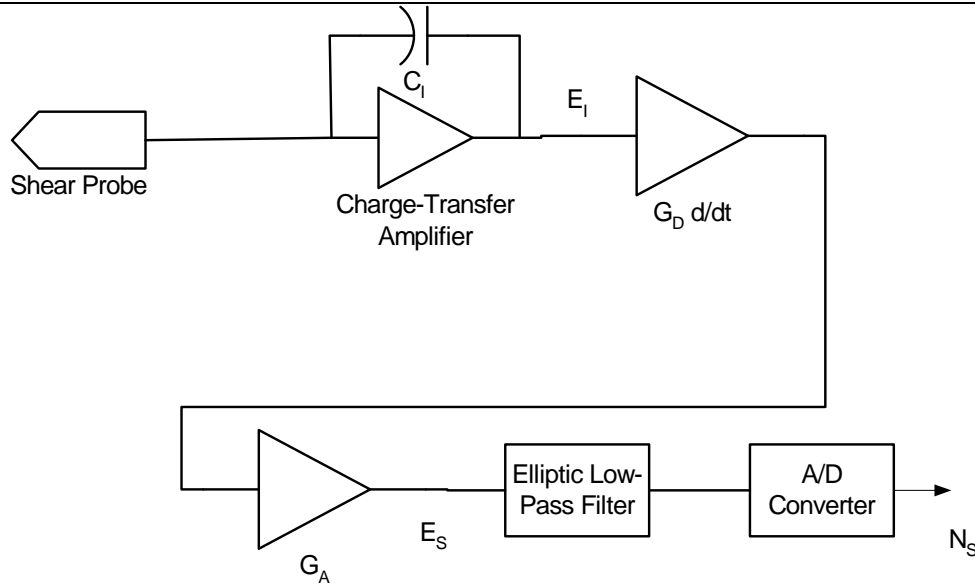 C_I
E_I
Shear Probe
Charge-Transfer
Amplifier
G_D d/dt
Elliptic Low-
Pass Filter
A/D
Converter
E_S
N_S
G_A